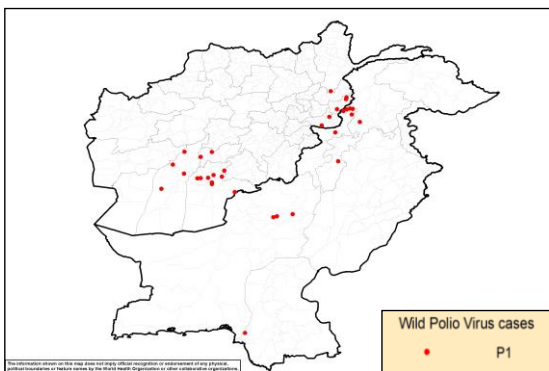 Wild Polio Virus cases
P1
The information shown on this map does not imply official recognition or endorsement of any physical,
political boundaries or feature names by the World Health Organization or other collaborative organizations.